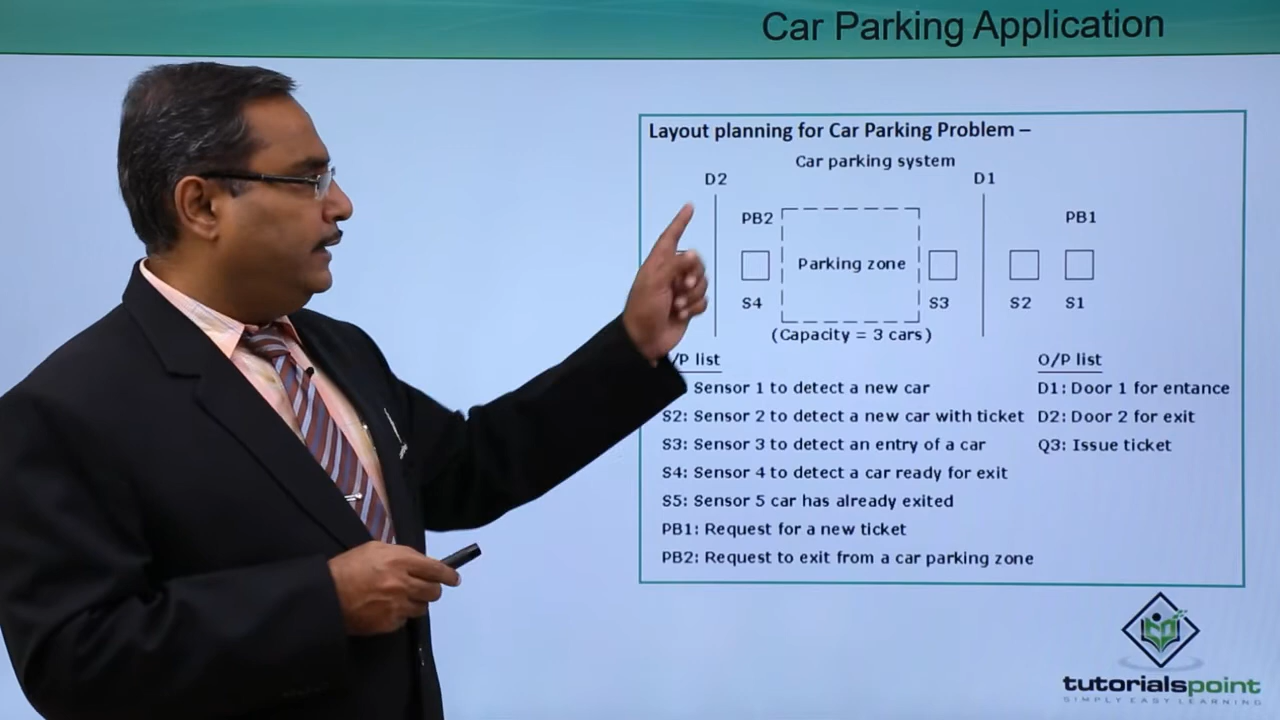 Car Parking Application
Layout planning for Car Parking Problem –
Car parking system
D2 D1
PB2 PB1
Parking zone
S4 S3 S2 S1
(Capacity = 3 cars)
/P list O/P list
Sensor 1 to detect a new car D1: Door 1 for entance
S2: Sensor 2 to detect a new car with ticket D2: Door 2 for exit
S3: Sensor 3 to detect an entry of a car Q3: Issue ticket
S4: Sensor 4 to detect a car ready for exit
S5: Sensor 5 car has already exited
PB1: Request for a new ticket
PB2: Request to exit from a car parking zone
tutorialspoint
SIMPLY EASY LEARNING